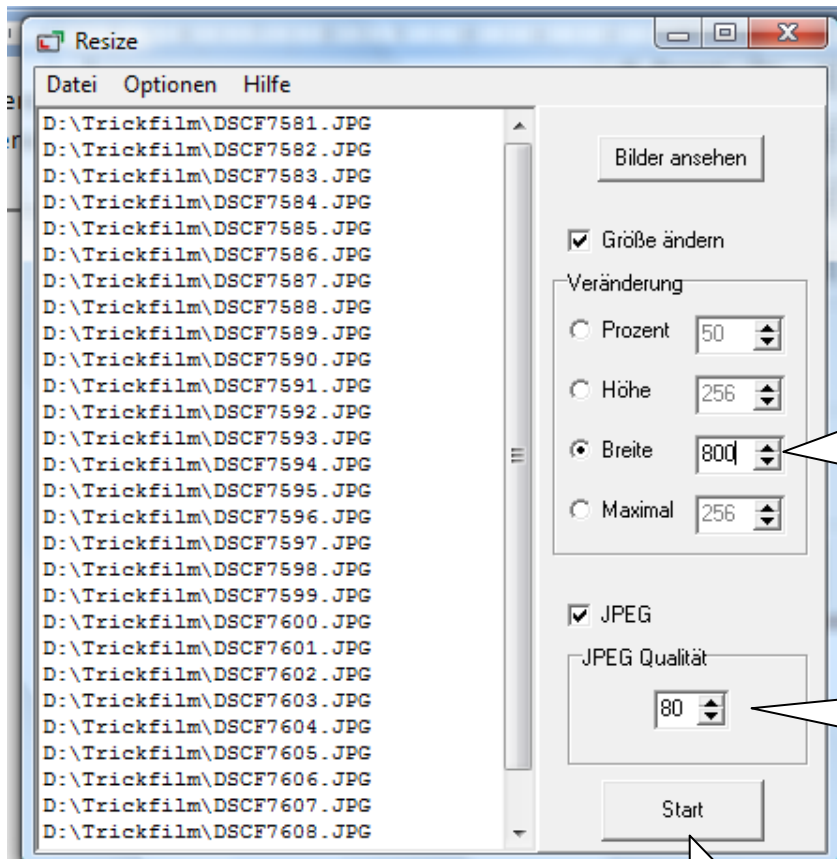 Resize
Datei Optionen Hilfe
D:\Trickfilm\DSCF7581.JPG
D:\Trickfilm\DSCF7582.JPG
D:\Trickfilm\DSCF7583.JPG
D:\Trickfilm\DSCF7584.JPG
D:\Trickfilm\DSCF7585.JPG
D:\Trickfilm\DSCF7586.JPG
D:\Trickfilm\DSCF7587.JPG
D:\Trickfilm\DSCF7588.JPG
D:\Trickfilm\DSCF7589.JPG
D:\Trickfilm\DSCF7590.JPG
D:\Trickfilm\DSCF7591.JPG
D:\Trickfilm\DSCF7592.JPG
D:\Trickfilm\DSCF7593.JPG
D:\Trickfilm\DSCF7594.JPG
D:\Trickfilm\DSCF7595.JPG
D:\Trickfilm\DSCF7596.JPG
D:\Trickfilm\DSCF7597.JPG
D:\Trickfilm\DSCF7598.JPG
D:\Trickfilm\DSCF7599.JPG
D:\Trickfilm\DSCF7600.JPG
D:\Trickfilm\DSCF7601.JPG
D:\Trickfilm\DSCF7602.JPG
D:\Trickfilm\DSCF7603.JPG
D:\Trickfilm\DSCF7604.JPG
D:\Trickfilm\DSCF7605.JPG
D:\Trickfilm\DSCF7606.JPG
D:\Trickfilm\DSCF7607.JPG
D:\Trickfilm\DSCF7608.JPG
Bilder ansehen
Größe ändern
Veränderung
Prozent 50
Höhe 256
Breite 800
Maximal 256
JPEG
JPEG Qualität
80
Start